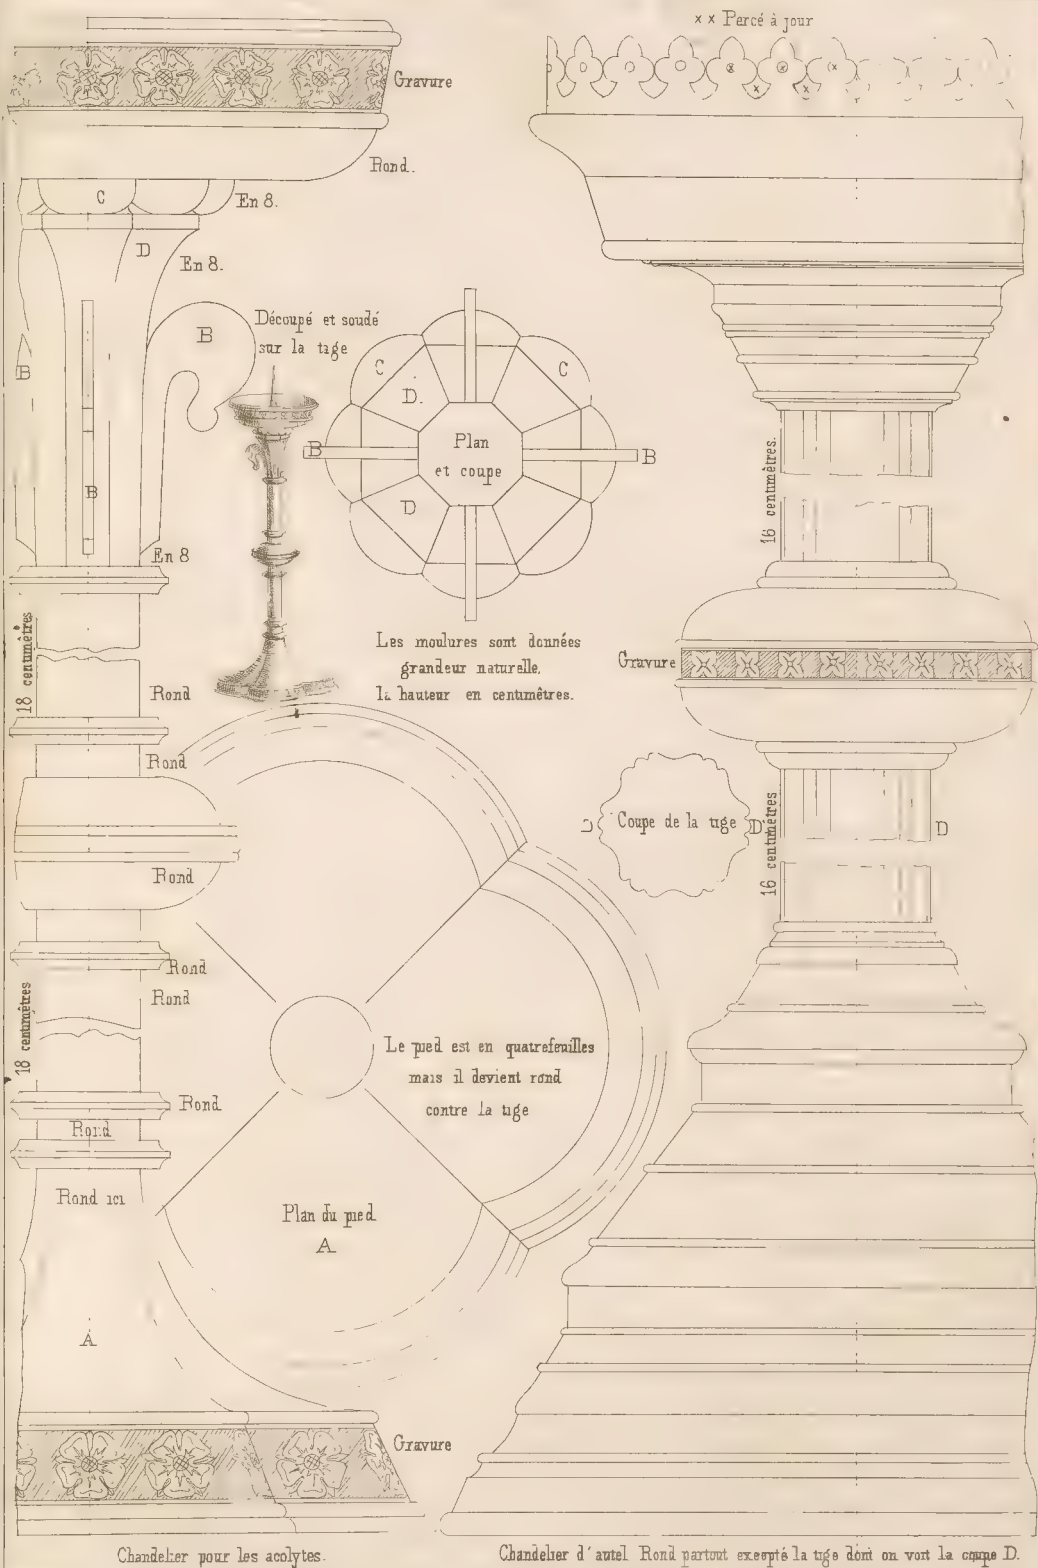 x x Percé à jour
Gravure
Rond.
C
En 8.
D
En 8.
B
B
B
Découpé et soudé
sur la tige
En 8
C
C
D.
B
Plan
et coupe
B
D
Les moulures sont données
grandeur naturelle,
la hauteur en centimètres.
18 centimètres
Rond
Rond
Rond
Rond
Rond
18 centimètres
Rond
Rond
Rond ici
A
Le pied est en quatrefeuilles
mais il devient rond
contre la tige
Plan du pied
A
Gravure
Chandelier pour les acolytes.
16 centimètres.
Gravure
D
Coupe de la tige
D
D
16 centimètres
Chandelier d'autel Rond partout excepté la tige dont on voit la coupe D.